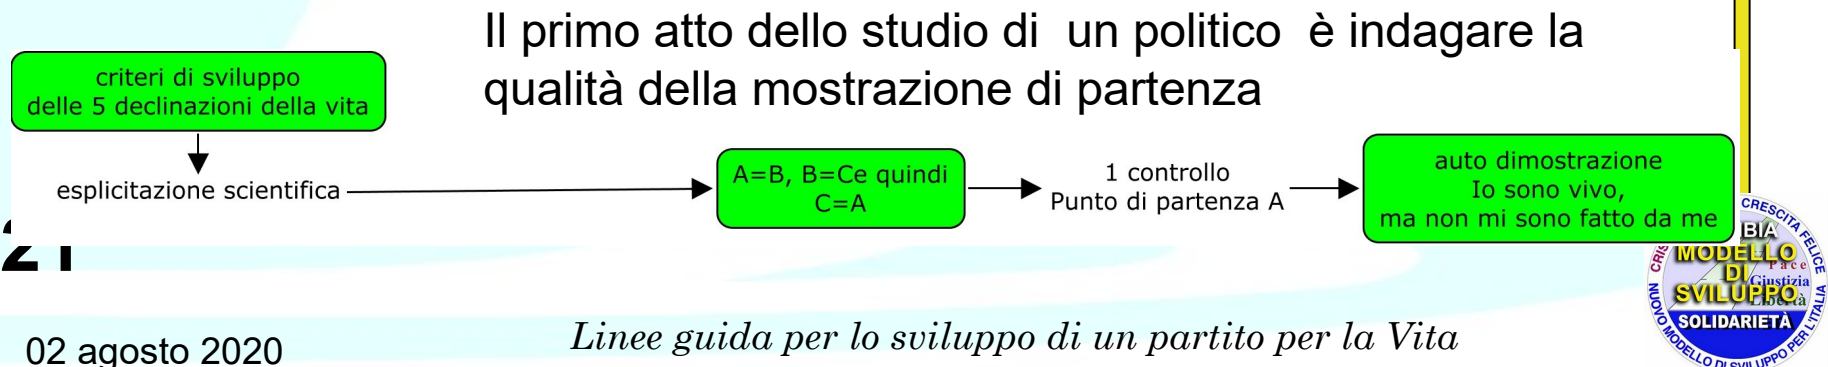 Il primo atto dello studio di un politico è indagare la
qualità della mostrazione di partenza
criteri di sviluppo
delle 5 declinazioni della vita
esplicitazione scientifica
A=B, B=Ce quindi
C=A
1 controllo
Punto di partenza A
auto dimostrazione
Io sono vivo,
ma non mi sono fatto da me
21
02 agosto 2020
Linee guida per lo sviluppo di un partito per la Vita
CRESCITA FELICE
MODELLO
DI
SVILUPPO
Pace
Giustizia
Libertà
SOLIDARIETÀ
NUOVO MODELLO DI SVILUPPO PER L'ITALIA